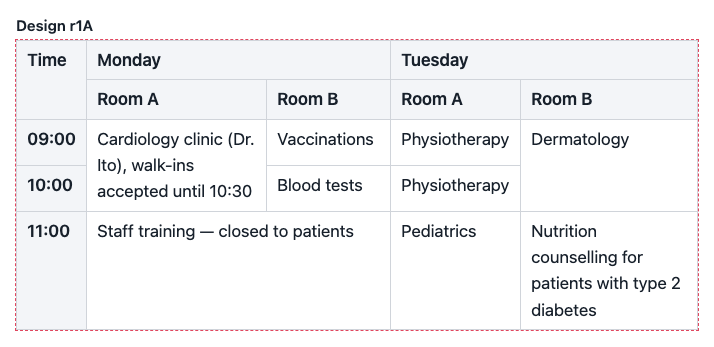 Design r1A
Time Monday Tuesday
Room A Room B Room A Room B
09:00 Cardiology clinic (Dr. Vaccinations Physiotherapy Dermatology
Ito), walk-ins
10:00 accepted until 10:30 Blood tests Physiotherapy
11:00 Staff training — closed to patients Pediatrics Nutrition
counselling for
patients with type 2
diabetes